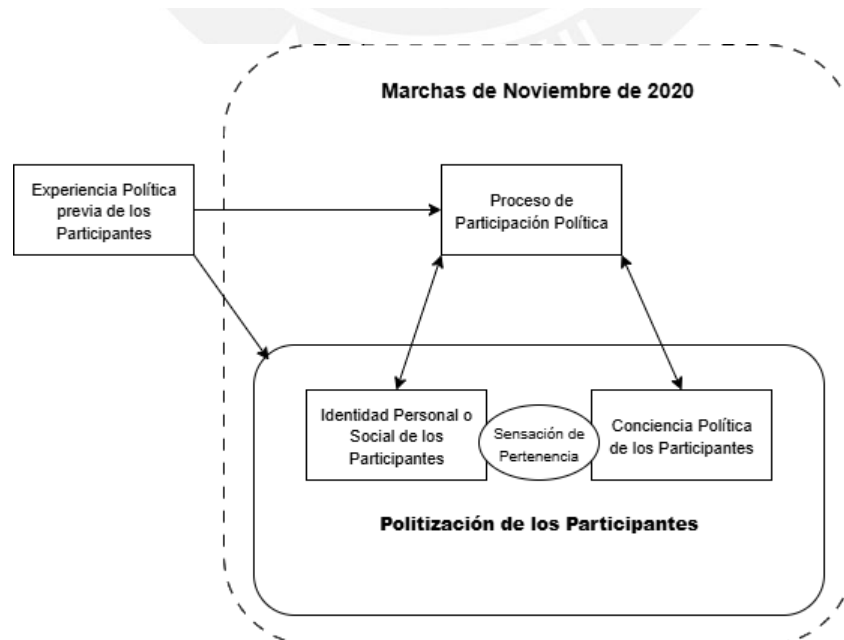 Marchas de Noviembre de 2020
Experiencia Política
previa de los
Participantes
Proceso de
Participación Política
Identidad Personal o
Social de los
Participantes
Sensación de
Pertenencia
Conciencia Política
de los Participantes
Politización de los Participantes